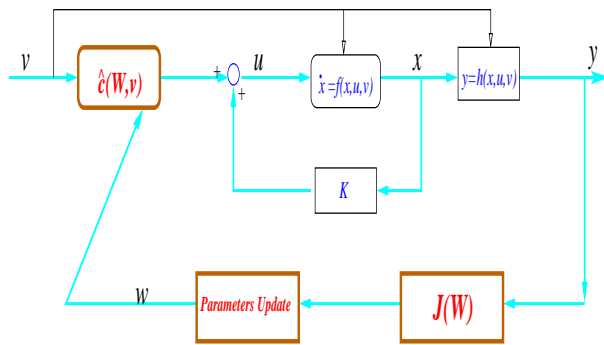 v
ĉ(W,v)
+
+
u
ẋ =f(x,u,v)
x
y=h(x,u,v)
y
K
w
Parameters Update
J(W)